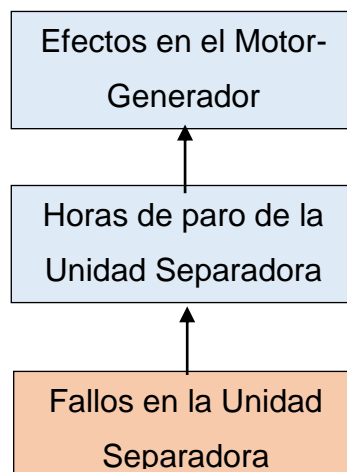 Efectos en el Motor-
Generador
Horas de paro de la
Unidad Separadora
Fallos en la Unidad
Separadora